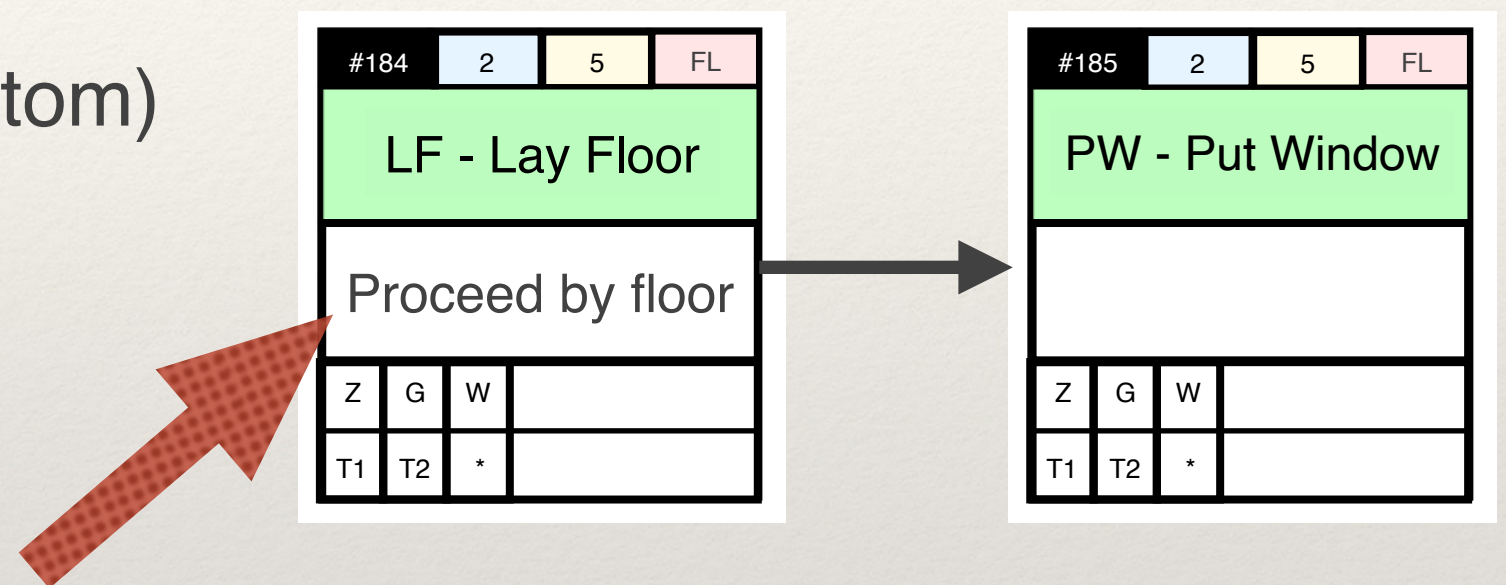 tom)
#184 2 5 FL
LF - Lay Floor
Proceed by floor
Z G W
T1 T2 *
#185 2 5 FL
PW - Put Window
Z G W
T1 T2 *